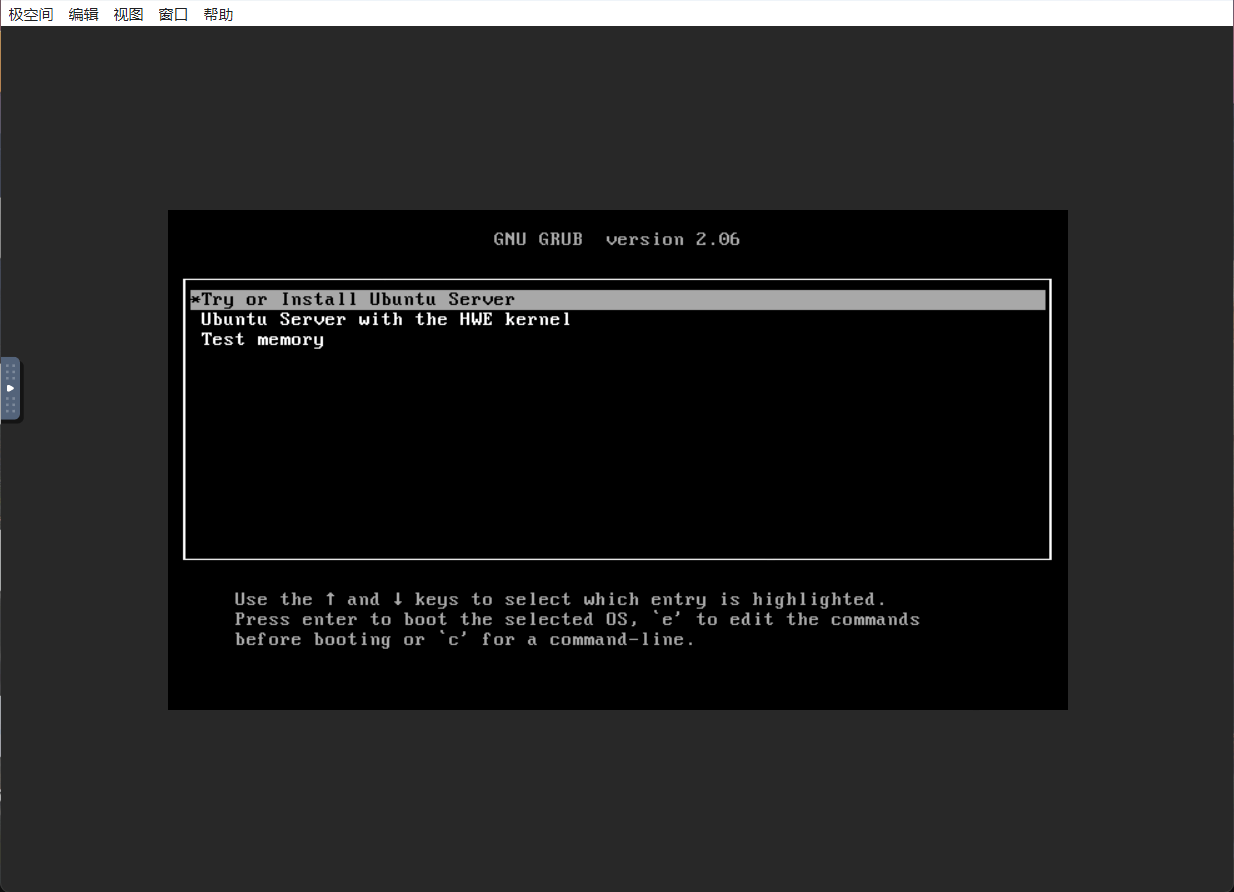 极空间 编辑 视图 窗口 帮助
GNU GRUB version 2.06
*Try or Install Ubuntu Server
Ubuntu Server with the HWE kernel
Test memory
Use the ↑ and ↓ keys to select which entry is highlighted.
Press enter to boot the selected OS, `e' to edit the commands
before booting or `c' for a command-line.